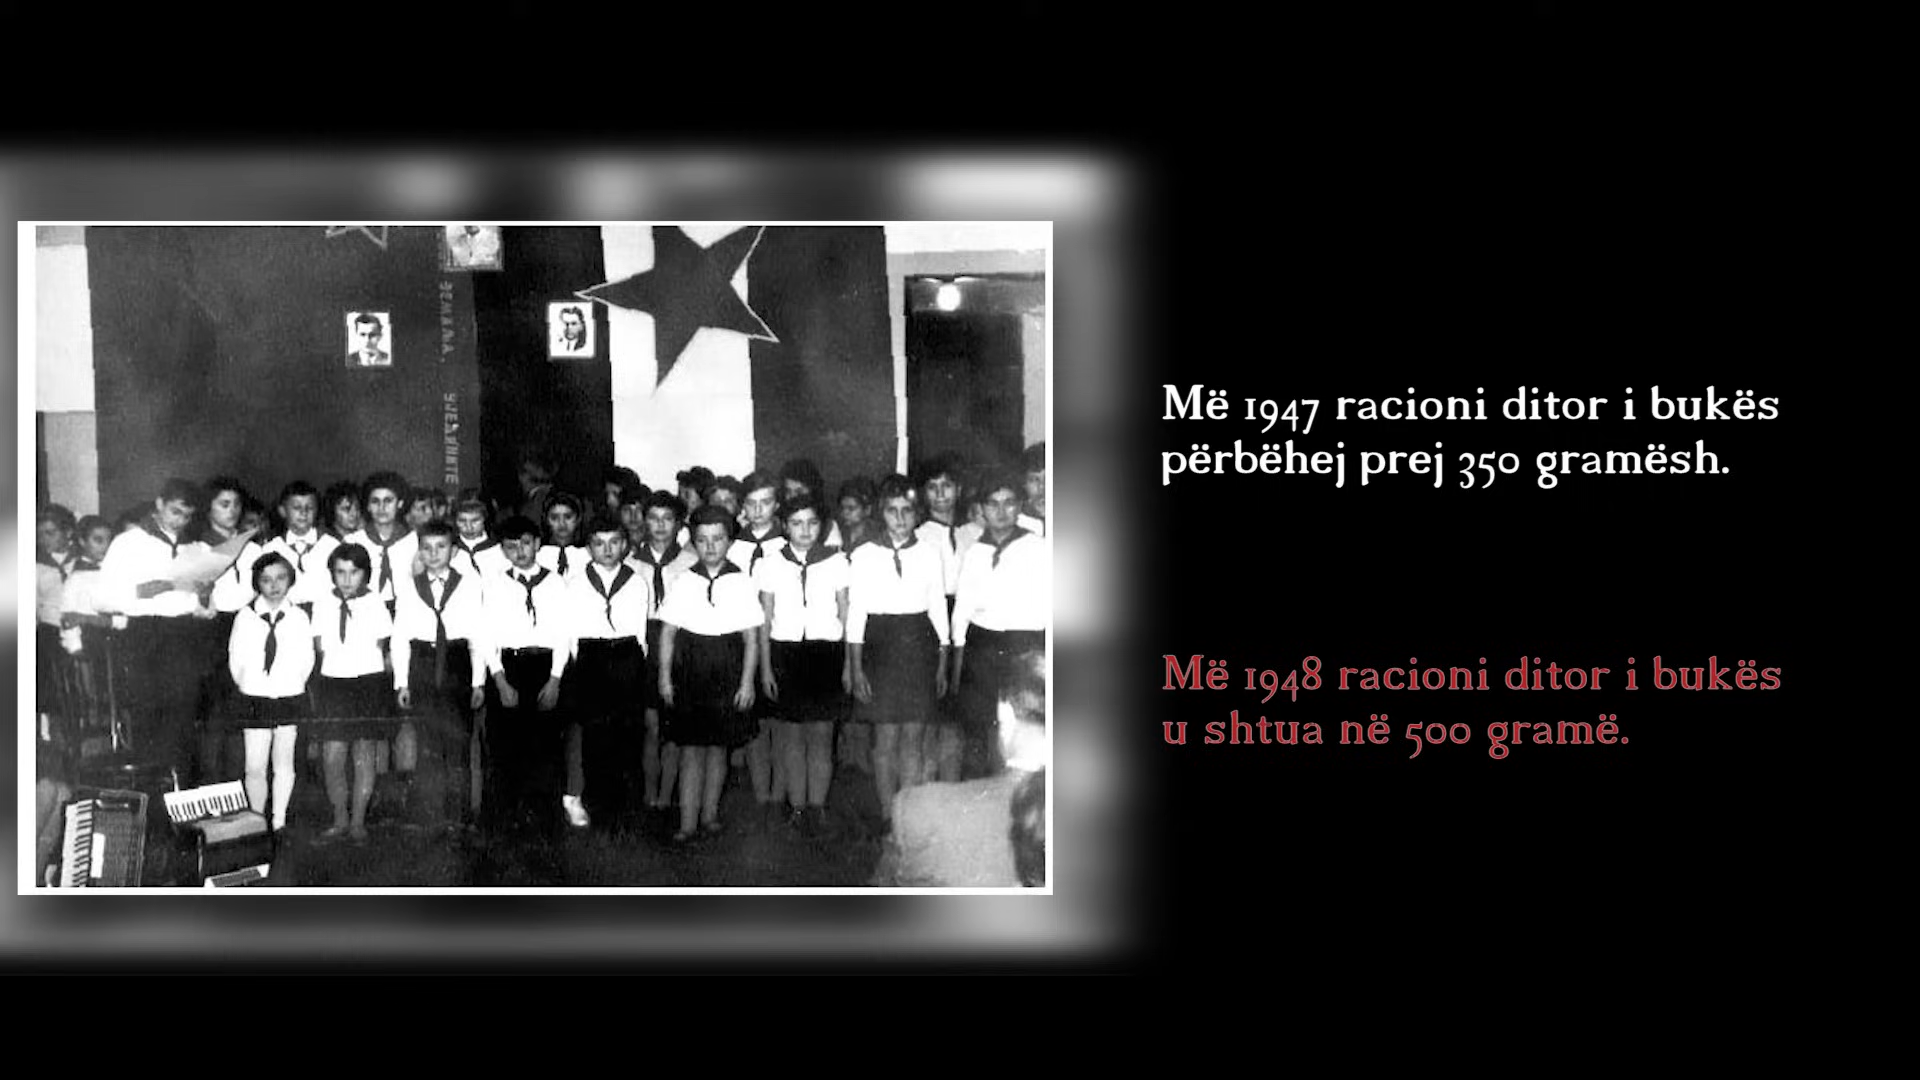 Më 1947 racioni ditor i bukës
përbëhej prej 350 gramësh.
Më 1948 racioni ditor i bukës
u shtua në 500 gramë.